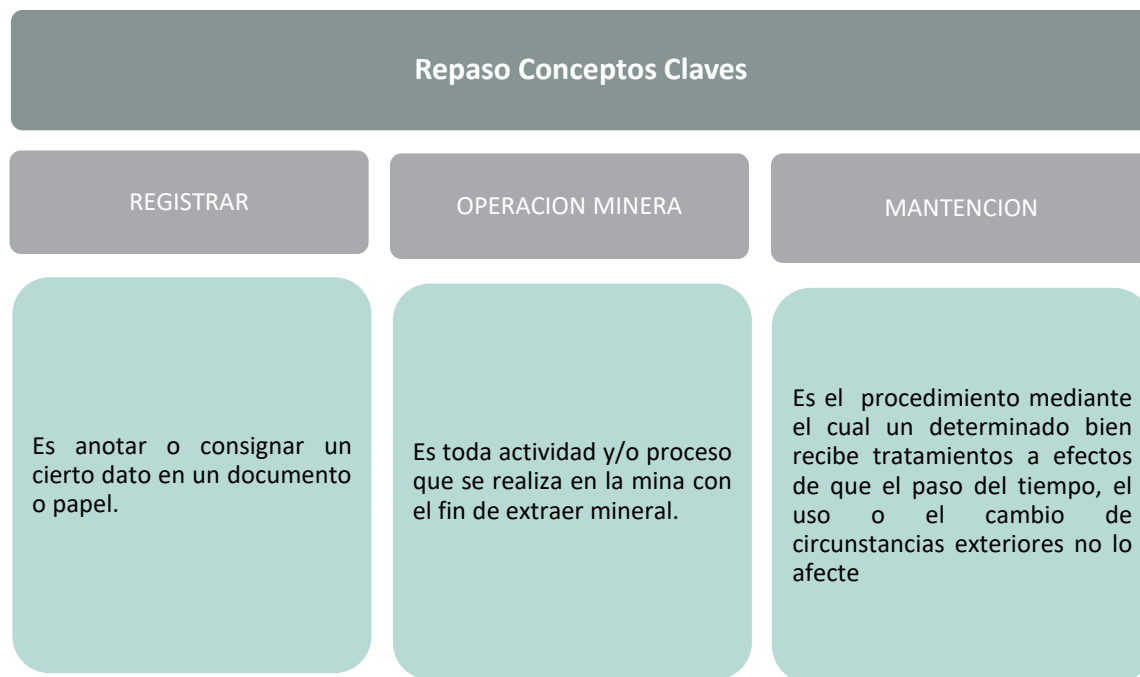 Repaso Conceptos Claves
REGISTRAR
OPERACION MINERA
MANTENCION
Es anotar o consignar un
cierto dato en un documento
o papel.
Es toda actividad y/o proceso
que se realiza en la mina con
el fin de extraer mineral.
Es el procedimiento mediante
el cual un determinado bien
recibe tratamientos a efectos
de que el paso del tiempo, el
uso o el cambio de
circunstancias exteriores no lo
afecte